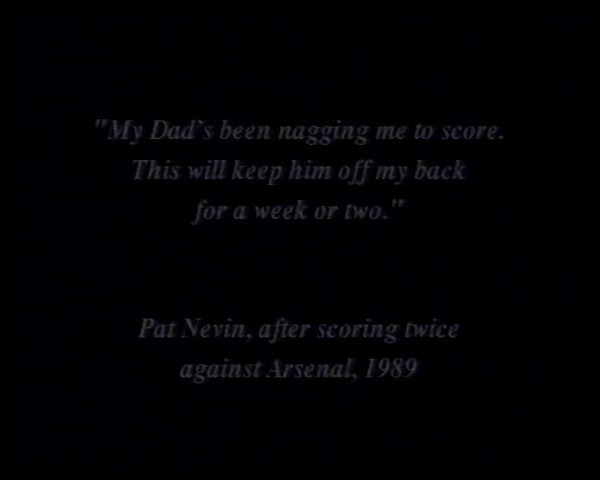 "My Dad's been nagging me to score.
This will keep him off my back
for a week or two."
Pat Nevin, after scoring twice
against Arsenal, 1989